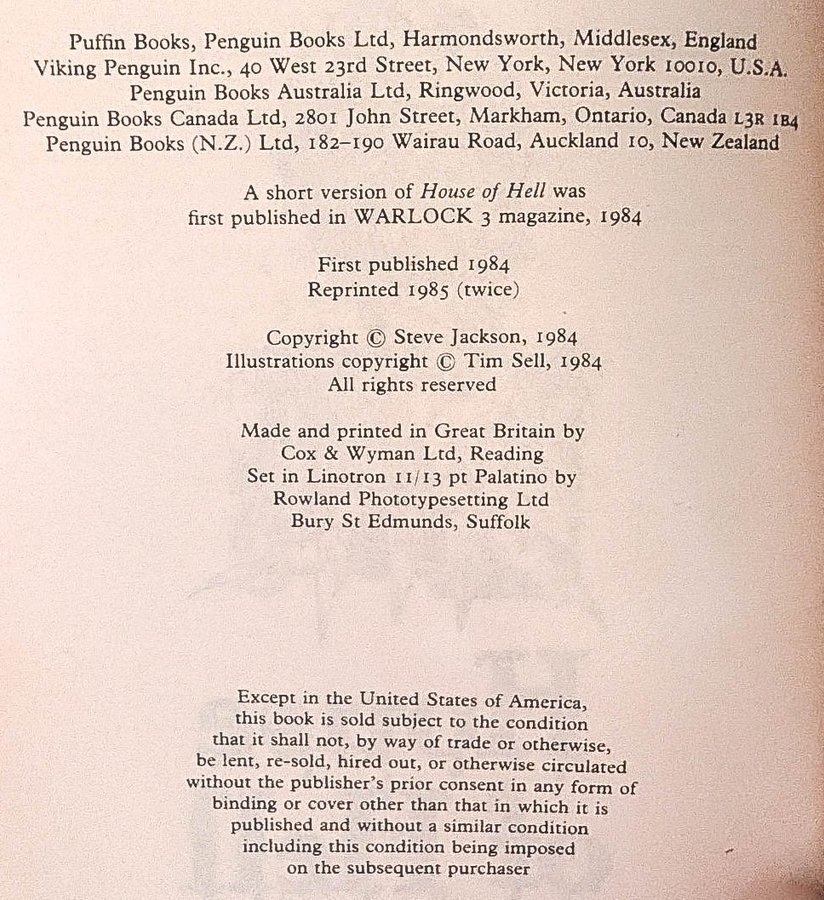 Puffin Books, Penguin Books Ltd, Harmondsworth, Middlesex, England
Viking Penguin Inc., 40 West 23rd Street, New York, New York 10010, U.S.A.
Penguin Books Australia Ltd, Ringwood, Victoria, Australia
Penguin Books Canada Ltd, 2801 John Street, Markham, Ontario, Canada L3R 1B4
Penguin Books (N.Z.) Ltd, 182–190 Wairau Road, Auckland 10, New Zealand
A short version of House of Hell was
first published in WARLOCK 3 magazine, 1984
First published 1984
Reprinted 1985 (twice)
Copyright © Steve Jackson, 1984
Illustrations copyright © Tim Sell, 1984
All rights reserved
Made and printed in Great Britain by
Cox & Wyman Ltd, Reading
Set in Linotron 11/13 pt Palatino by
Rowland Phototypesetting Ltd
Bury St Edmunds, Suffolk
Except in the United States of America,
this book is sold subject to the condition
that it shall not, by way of trade or otherwise,
be lent, re-sold, hired out, or otherwise circulated
without the publisher's prior consent in any form of
binding or cover other than that in which it is
published and without a similar condition
including this condition being imposed
on the subsequent purchaser